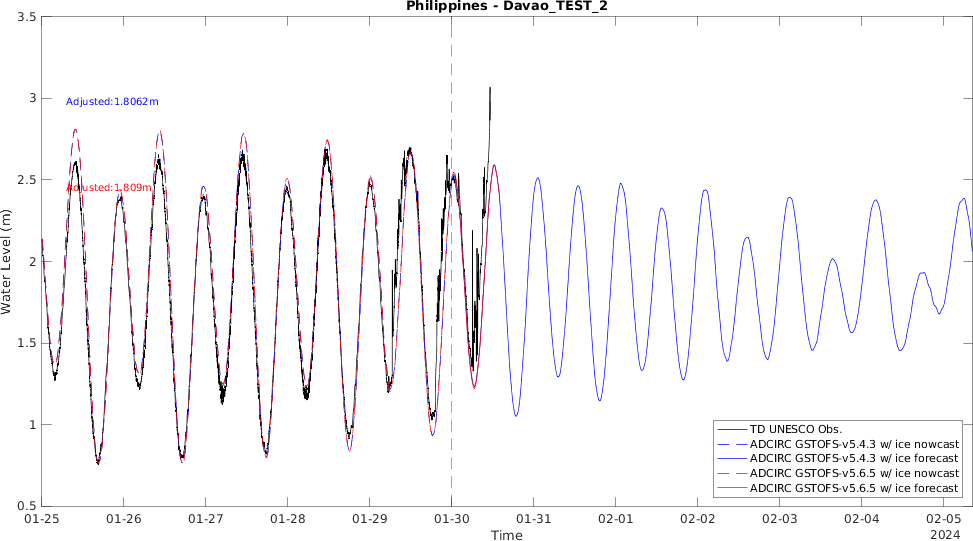 Philippines - Davao_TEST_2
3.5
3
2.5
2
1.5
1
0.5
Water Level (m)
Adjusted:1.8062m
Adjusted:1.809m
TD UNESCO Obs.
ADCIRC GSTOFS-v5.4.3 w/ ice nowcast
ADCIRC GSTOFS-v5.4.3 w/ ice forecast
ADCIRC GSTOFS-v5.6.5 w/ ice nowcast
ADCIRC GSTOFS-v5.6.5 w/ ice forecast
01-25 01-26 01-27 01-28 01-29 01-30 01-31 02-01 02-02 02-03 02-04 02-05
Time 2024